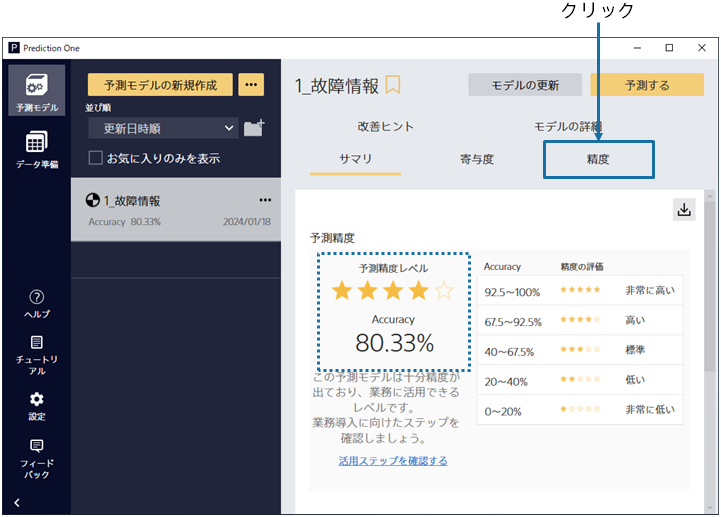 クリック
P Prediction One
予測モデル
データ準備
ヘルプ
チュートリ
アル
設定
フィード
バック
予測モデルの新規作成
並び順
更新日時順
お気に入りのみを表示
1_故障情報
Accuracy 80.33%
2024/01/18
1_故障情報
モデルの更新
予測する
改善ヒント
モデルの詳細
サマリ
寄与度
精度
予測精度
予測精度レベル
Accuracy
80.33%
この予測モデルは十分精度が
出ており、業務に活用できる
レベルです。
業務導入に向けたステップを
確認しましょう。
活用ステップを確認する
Accuracy 精度の評価
92.5～100% ★★★★★ 非常に高い
67.5～92.5% ★★★★☆ 高い
40～67.5% ★★★☆☆ 標準
20～40% ★★☆☆☆ 低い
0～20% ★☆☆☆☆ 非常に低い